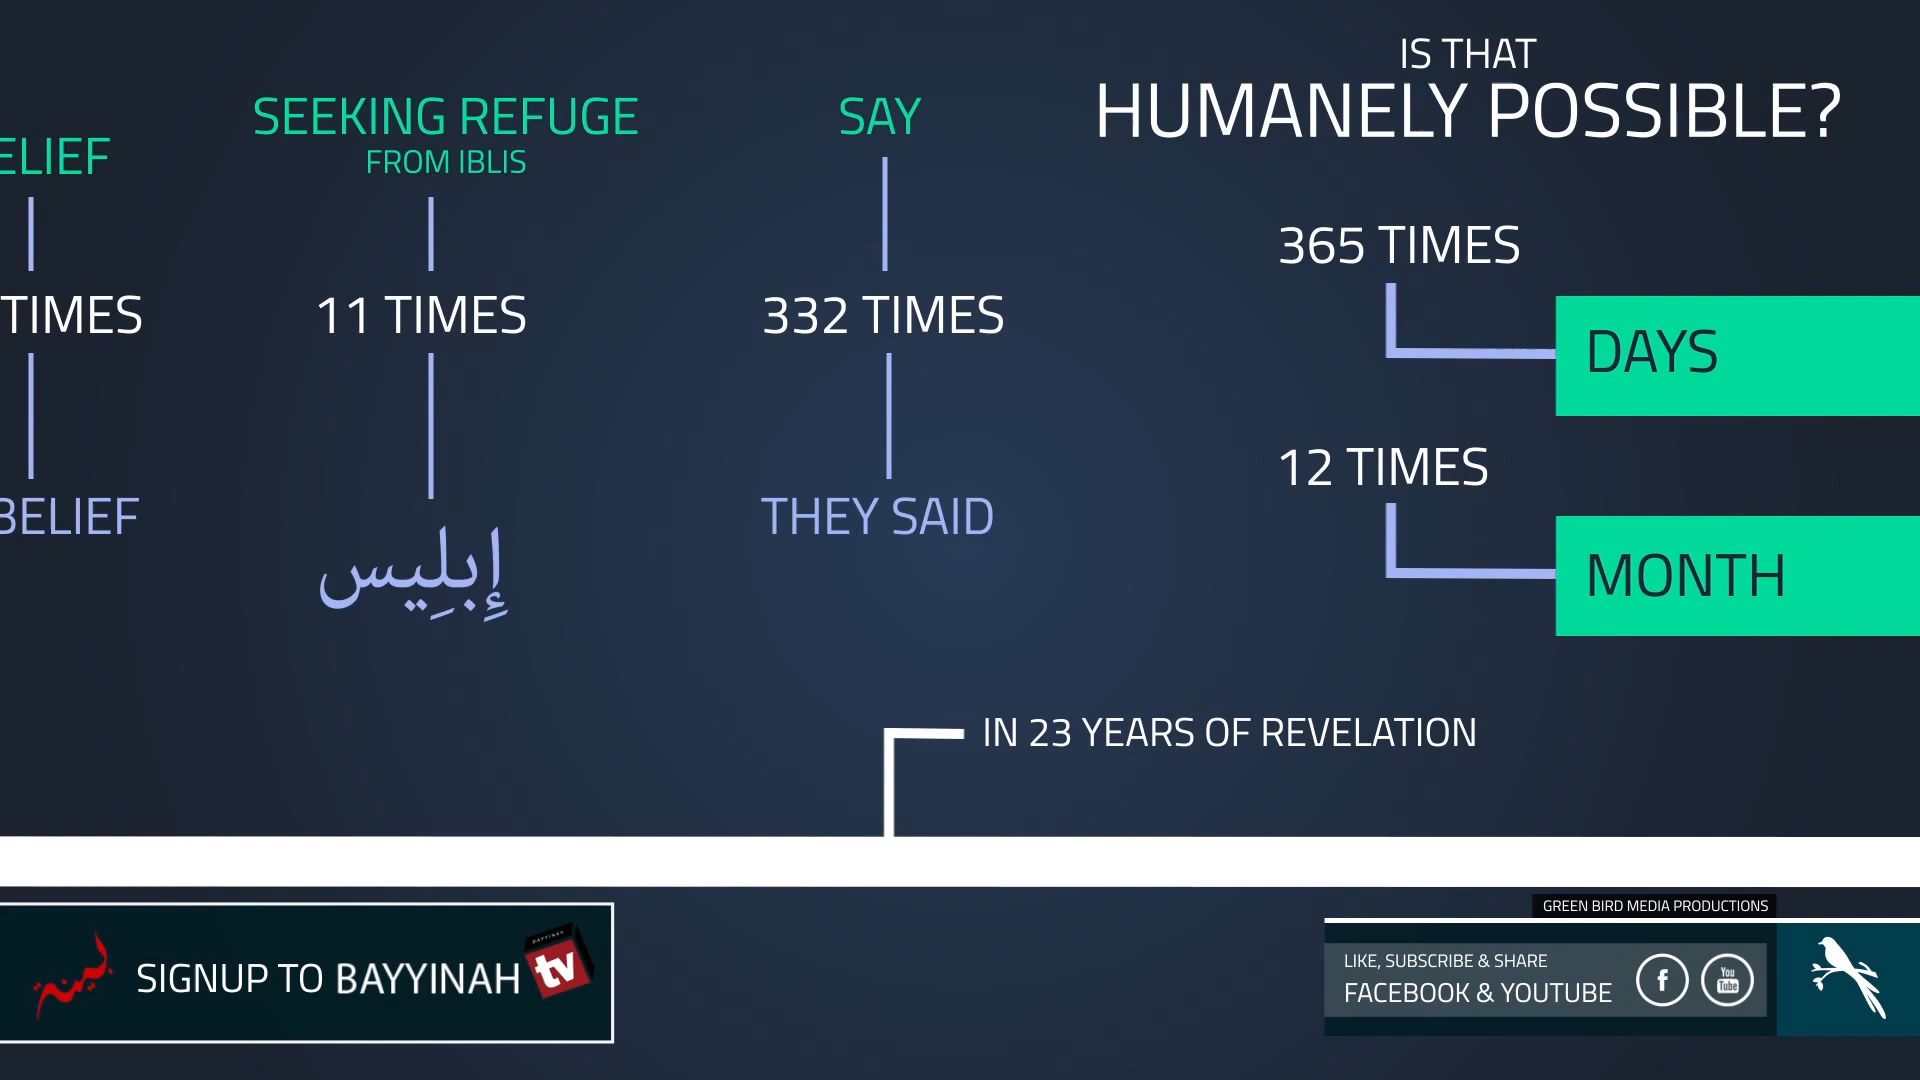 ELIEF
TIMES
BELIEF
SEEKING REFUGE
FROM IBLIS
11 TIMES
إِبلِيس
SAY
332 TIMES
THEY SAID
IS THAT
HUMANELY POSSIBLE?
365 TIMES
DAYS
12 TIMES
MONTH
IN 23 YEARS OF REVELATION
SIGNUP TO BAYYINAH tv
BAYYINAH
GREEN BIRD MEDIA PRODUCTIONS
LIKE, SUBSCRIBE & SHARE
FACEBOOK & YOUTUBE
f
You
Tube